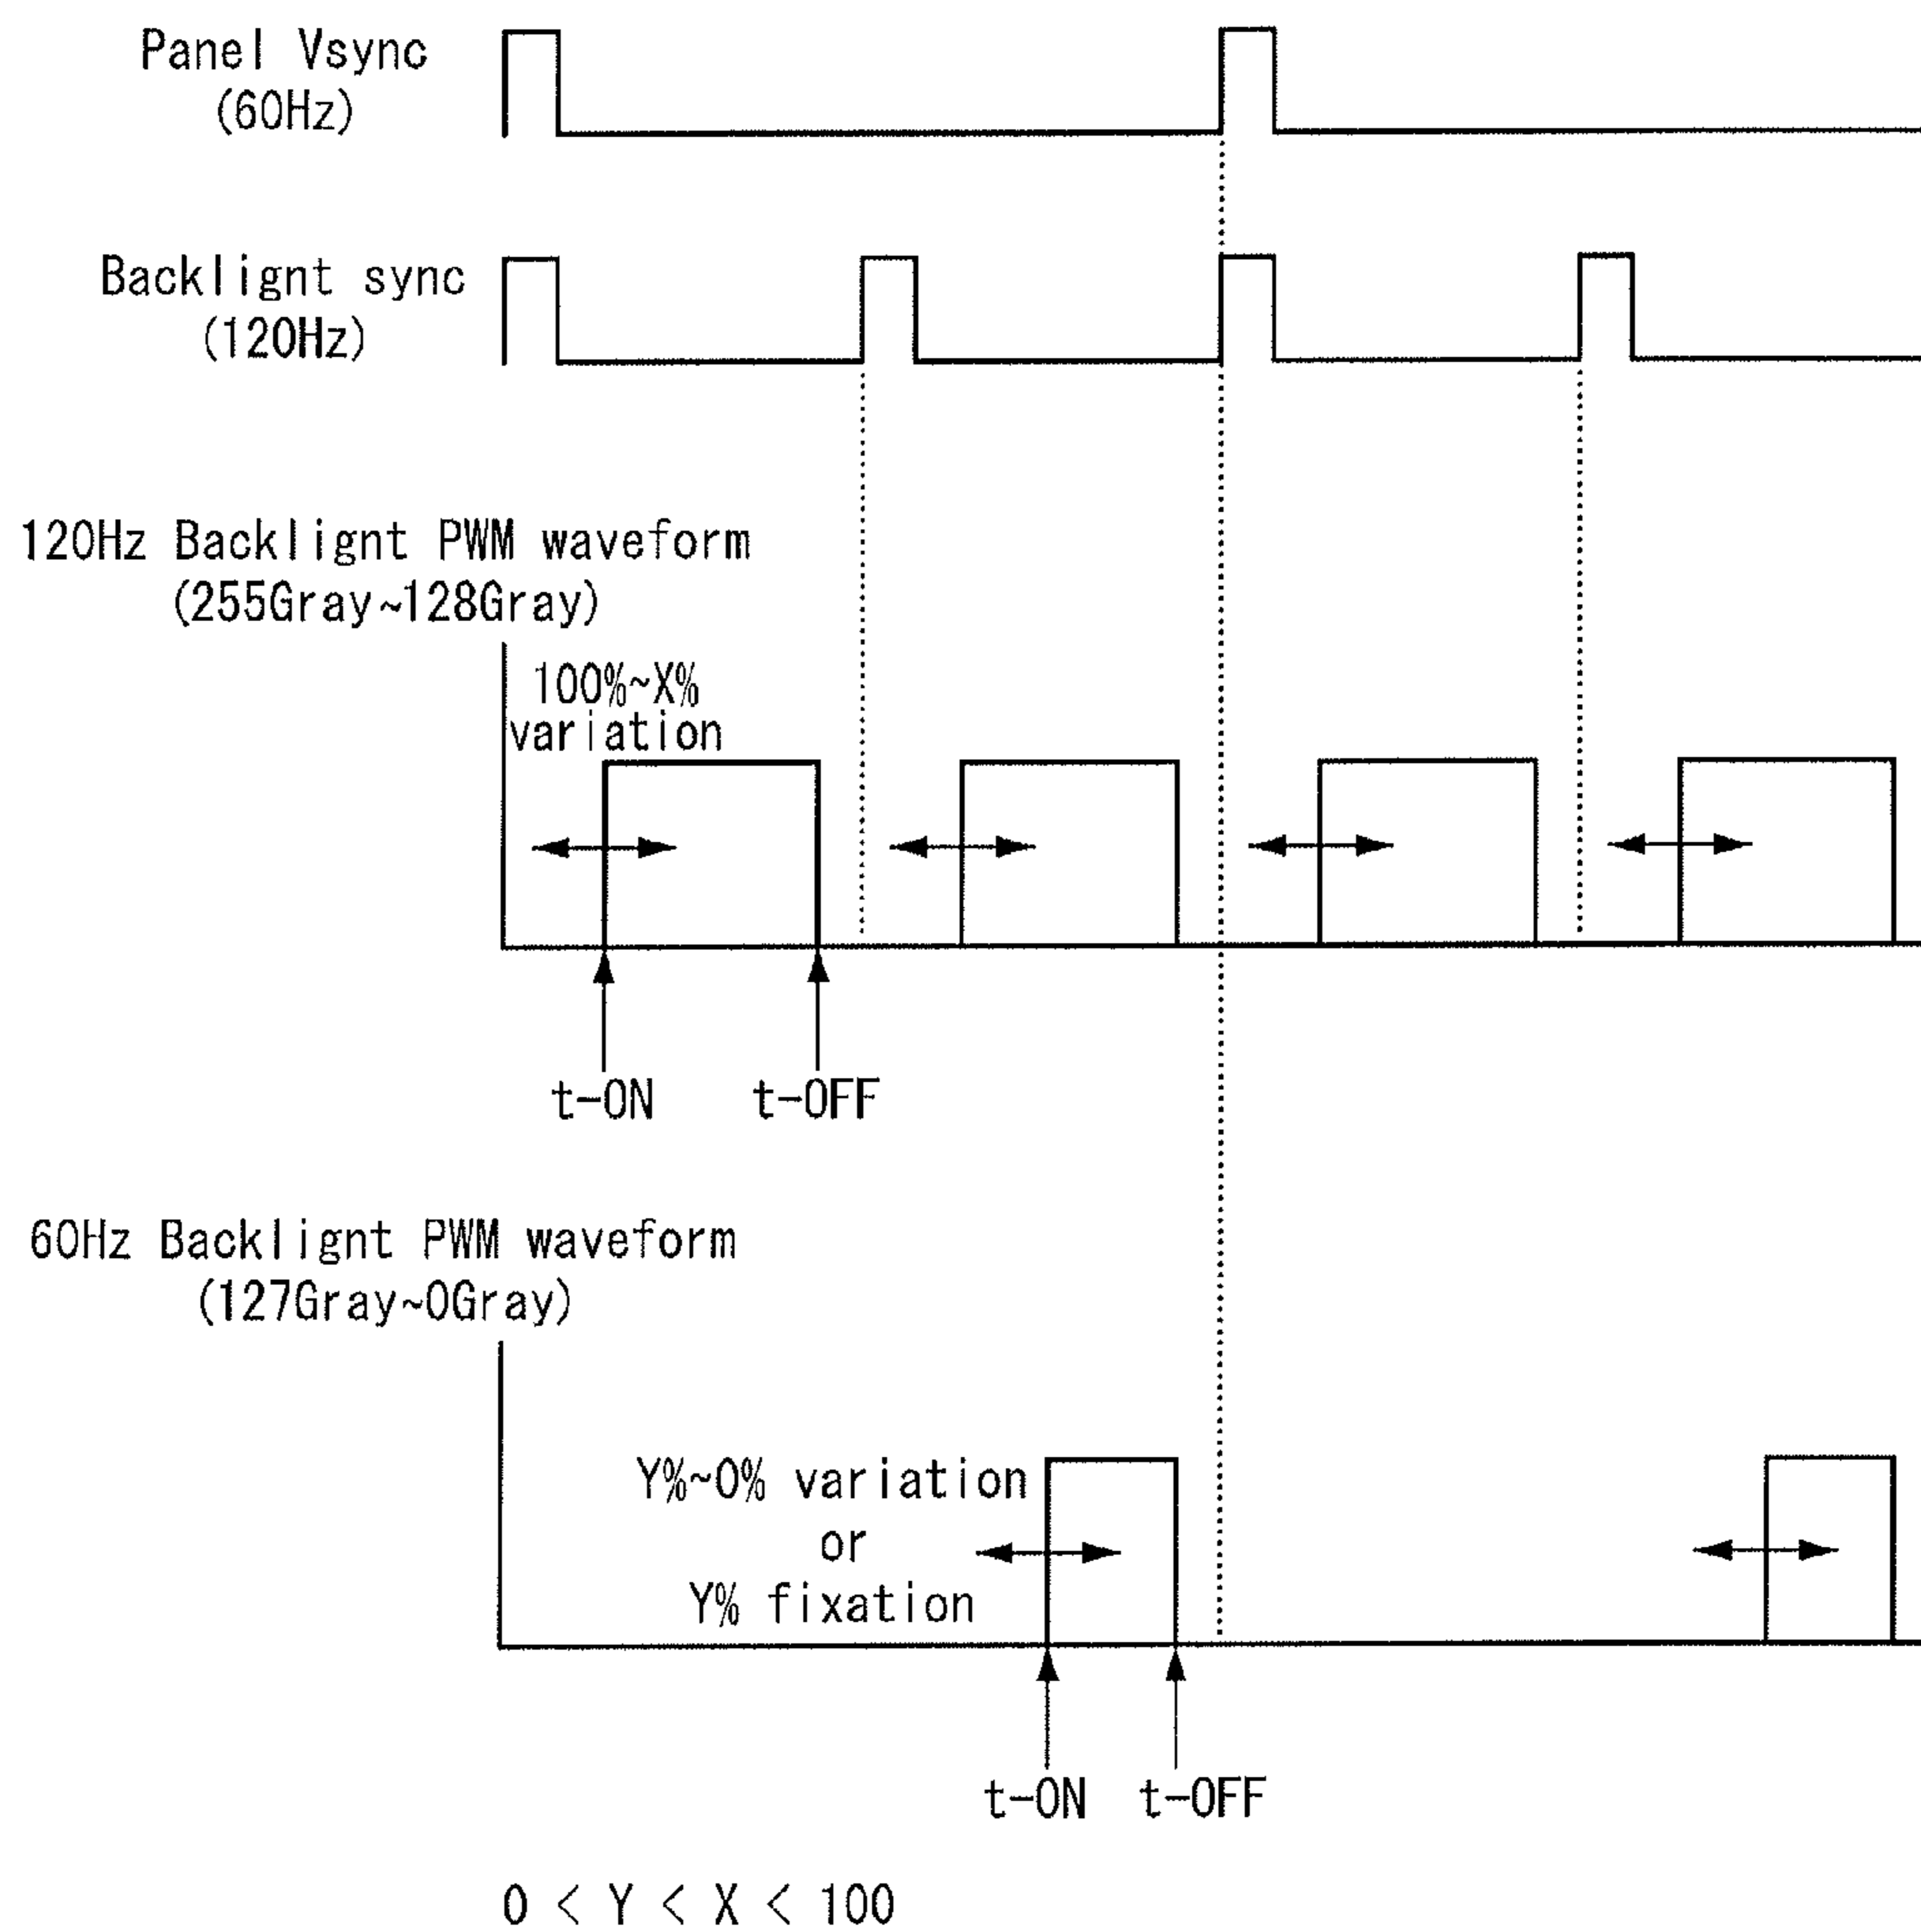 Panel Vsync
(60Hz)
Backlignt sync
(120Hz)
120Hz Backlignt PWM waveform
(255Gray~128Gray)
100%~X%
variation
t-ON
t-OFF
60Hz Backlignt PWM waveform
(127Gray~0Gray)
Y%~0% variation
or
Y% fixation
t-ON
t-OFF
0 < Y < X < 100